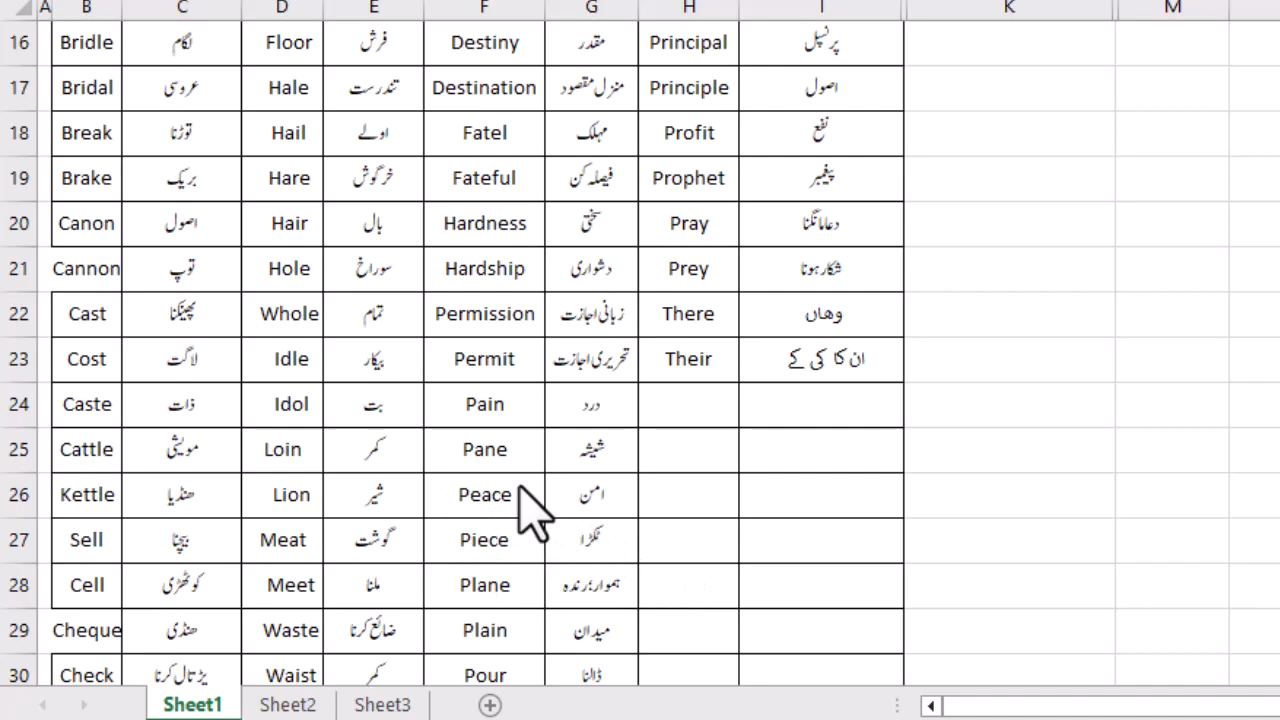 A B C D E F G H I K M
16 Bridle لگام Floor فرش Destiny مقدر Principal پرنسپل
17 Bridal عروسی Hale تندرست Destination منزل مقصود Principle اصول
18 Break توڑنا Hail اولے Fatel مہلک Profit نفع
19 Brake بریک Hare خرگوش Fateful فیصلہ کن Prophet پیغمبر
20 Canon اصول Hair بال Hardness سختی Pray دعا مانگنا
21 Cannon توپ Hole سوراخ Hardship دشواری Prey شکار ہونا
22 Cast پھینکنا Whole تمام Permission زبانی اجازت There وھاں
23 Cost لاگت Idle بیکار Permit تحریری اجازت Their ان کا کی کے
24 Caste ذات Idol بت Pain درد
25 Cattle مویشی Loin کمر Pane شیشہ
26 Kettle ھنڈیا Lion شیر Peace امن
27 Sell بیچنا Meat گوشت Piece ٹکڑا
28 Cell کوٹھڑی Meet ملنا Plane ہموار؛رندہ
29 Cheque ھنڈی Waste ضائع کرنا Plain میدان
30 Check پڑتال کرنا Waist کمر Pour ڈالنا
Sheet1 Sheet2 Sheet3